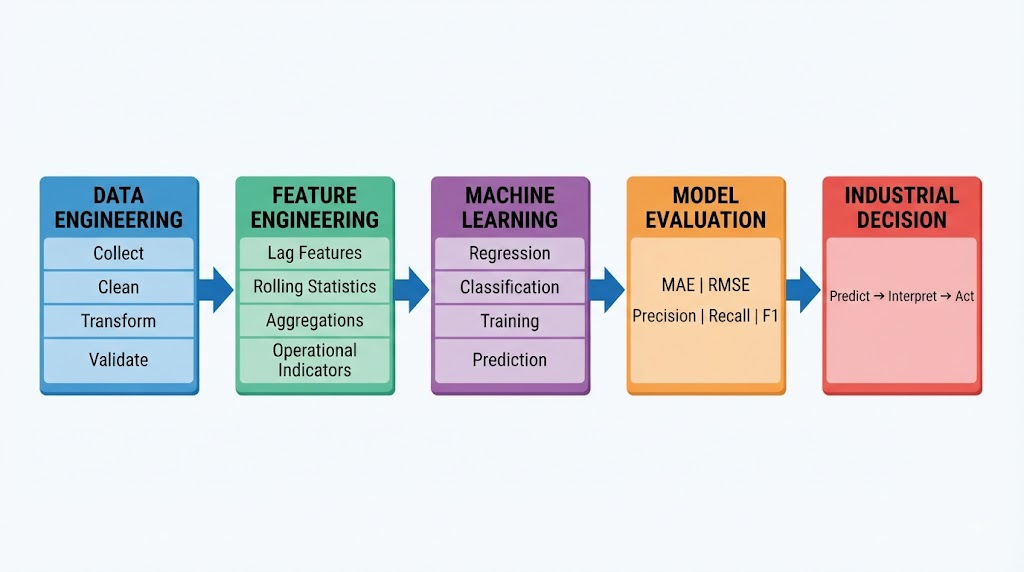 DATA
ENGINEERING
Collect
Clean
Transform
Validate
FEATURE
ENGINEERING
Lag Features
Rolling Statistics
Aggregations
Operational
Indicators
MACHINE
LEARNING
Regression
Classification
Training
Prediction
MODEL
EVALUATION
MAE | RMSE
Precision | Recall | F1
INDUSTRIAL
DECISION
Predict → Interpret → Act